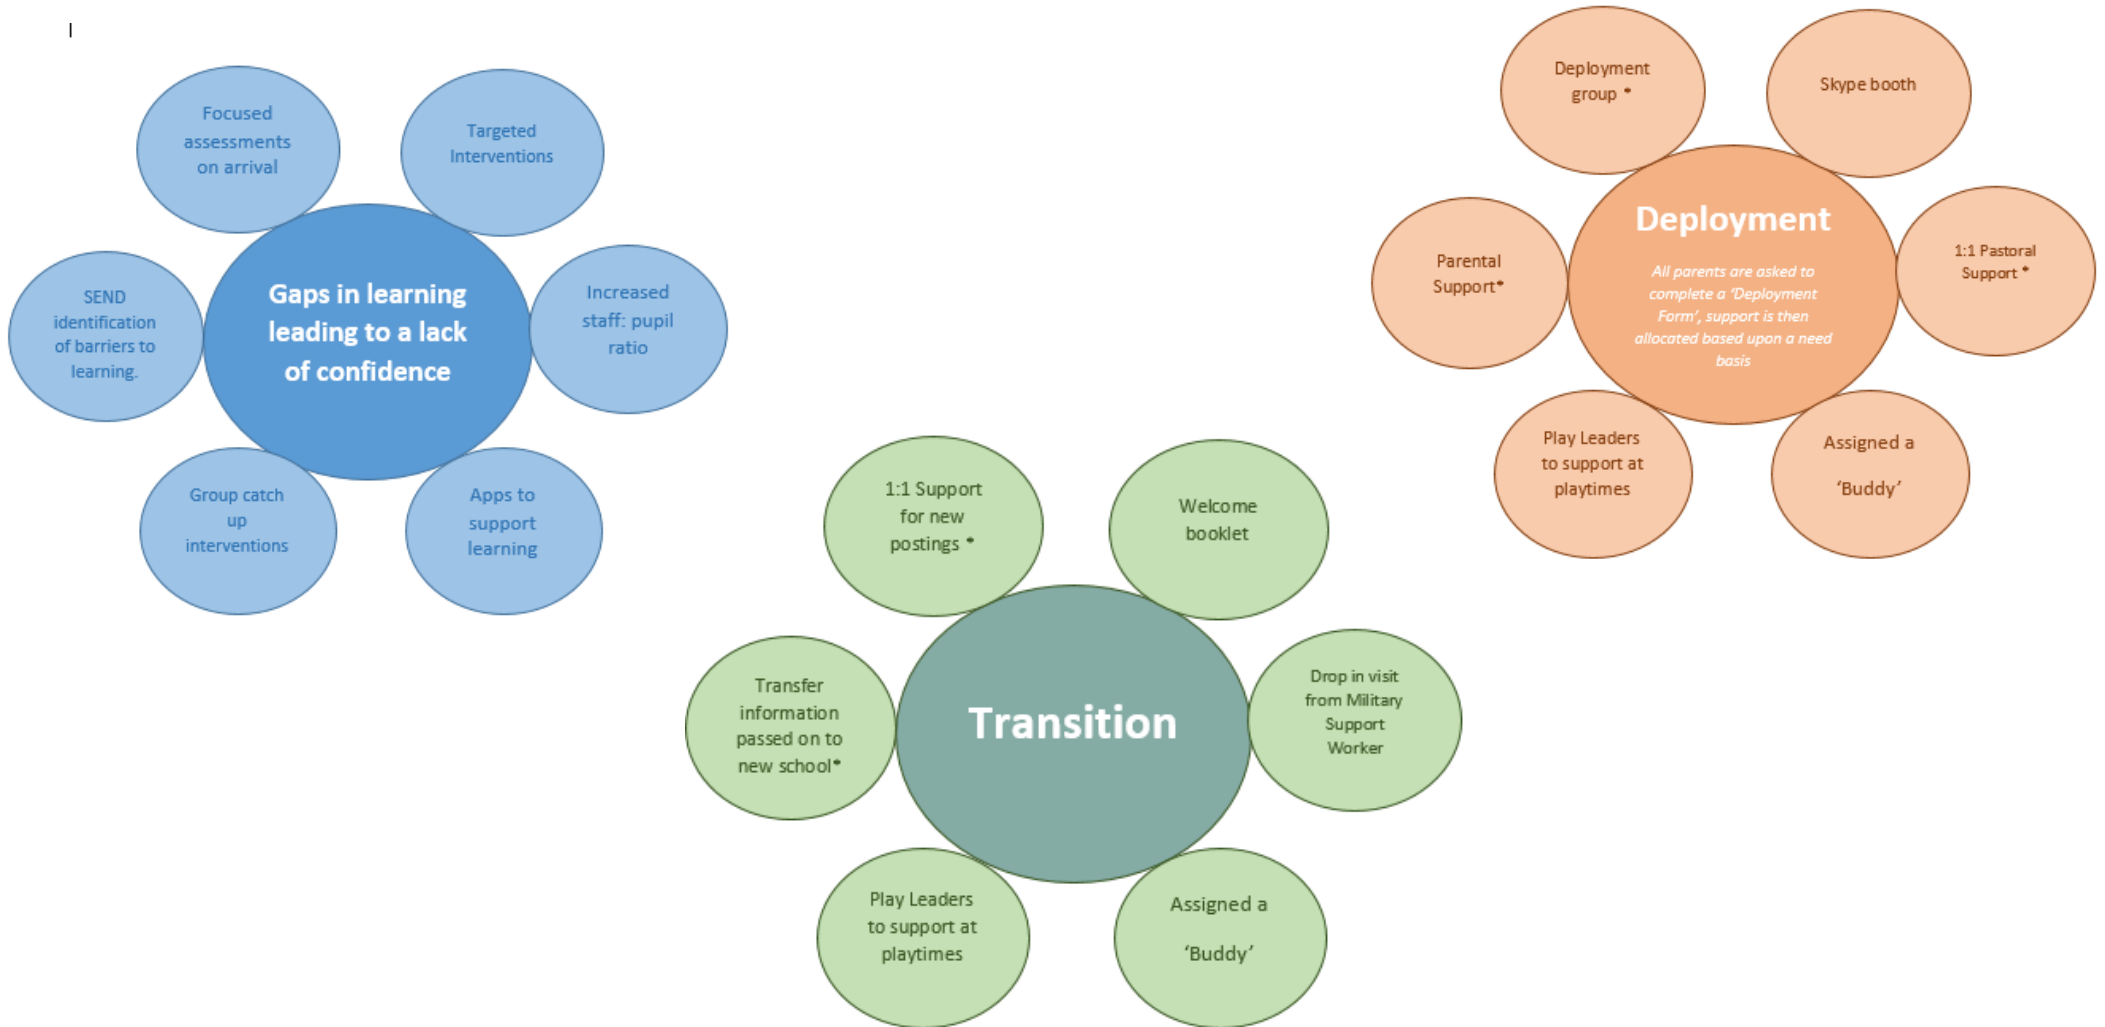 Focused
assessments
on arrival
Targeted
Interventions
SEND
identification
of barriers to
learning.
Gaps in learning
leading to a lack
of confidence
Increased
staff: pupil
ratio
Group catch
up
interventions
Apps to
support
learning
Deployment
group *
Skype booth
Parental
Support*
Deployment
All parents are asked to
complete a ‘Deployment
Form’, support is then
allocated based upon a need
basis
1:1 Pastoral
Support *
Play Leaders
to support at
playtimes
Assigned a
‘Buddy’
1:1 Support
for new
postings *
Welcome
booklet
Transfer
information
passed on to
new school*
Transition
Drop in visit
from Military
Support
Worker
Play Leaders
to support at
playtimes
Assigned a
‘Buddy’